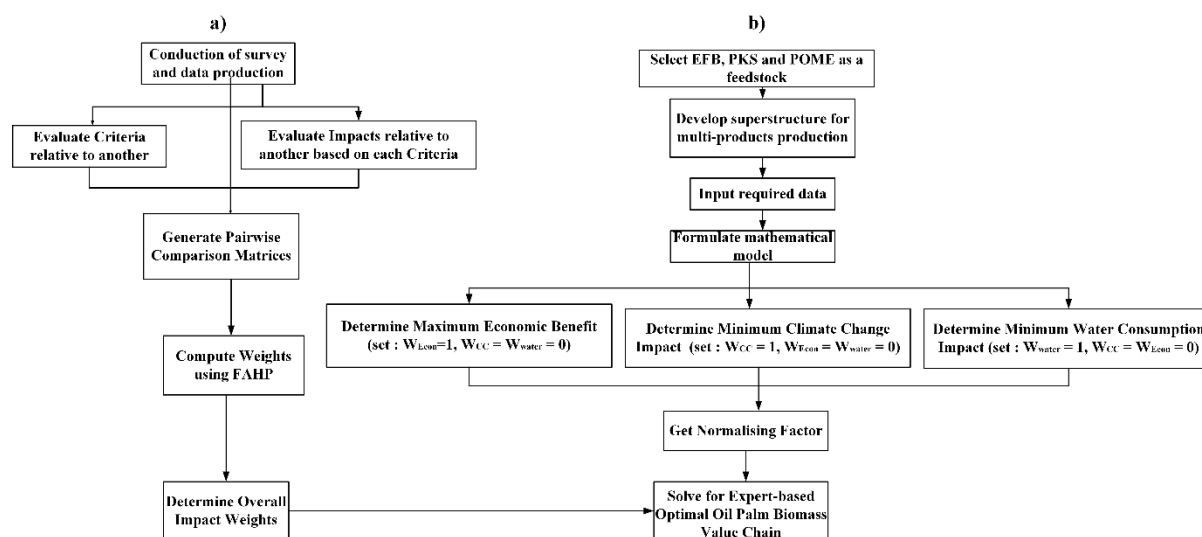 a)
Conduction of survey
and data production
Evaluate Criteria
relative to another
Evaluate Impacts relative to
another based on each Criteria
Generate Pairwise
Comparison Matrices
Compute Weights
using FAHP
Determine Overall
Impact Weights
b)
Select EFB, PKS and POME as a
feedstock
Develop superstructure for
multi-products production
Input required data
Formulate mathematical
model
Determine Maximum Economic Benefit
(set : WEcon=1, WCC = Wwater = 0)
Determine Minimum Climate Change
Impact (set : WCC = 1, WEcon = Wwater = 0)
Determine Minimum Water Consumption
Impact (set : Wwater = 1, WCC = WEcon = 0)
Get Normalising Factor
Solve for Expert-based
Optimal Oil Palm Biomass
Value Chain